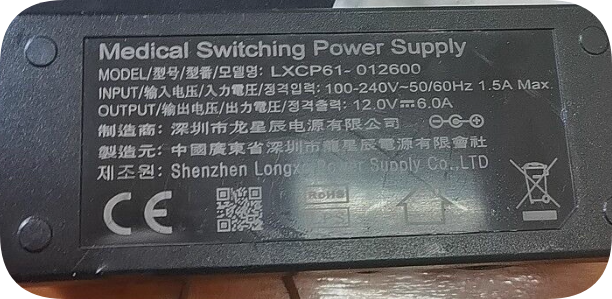 Medical Switching Power Supply
MODEL/型号/型番/모델명: LXCP61-012600
INPUT/输入电压/入力電圧/정격입력: 100-240V~50/60Hz 1.5A Max.
OUTPUT/输出电压/出力電圧/정격출력: 12.0V⎓6.0A
制造商: 深圳市龙星辰电源有限公司
製造元: 中國廣東省深圳市龍星辰電源有限會社
제조원: Shenzhen Power Supply Co.,LTD
CE
RoHS